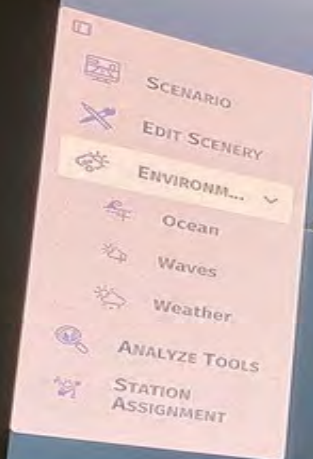 SCENARIO
EDIT SCENERY
ENVIRONM...
Ocean
Waves
Weather
ANALYZE TOOLS
STATION
ASSIGNMENT